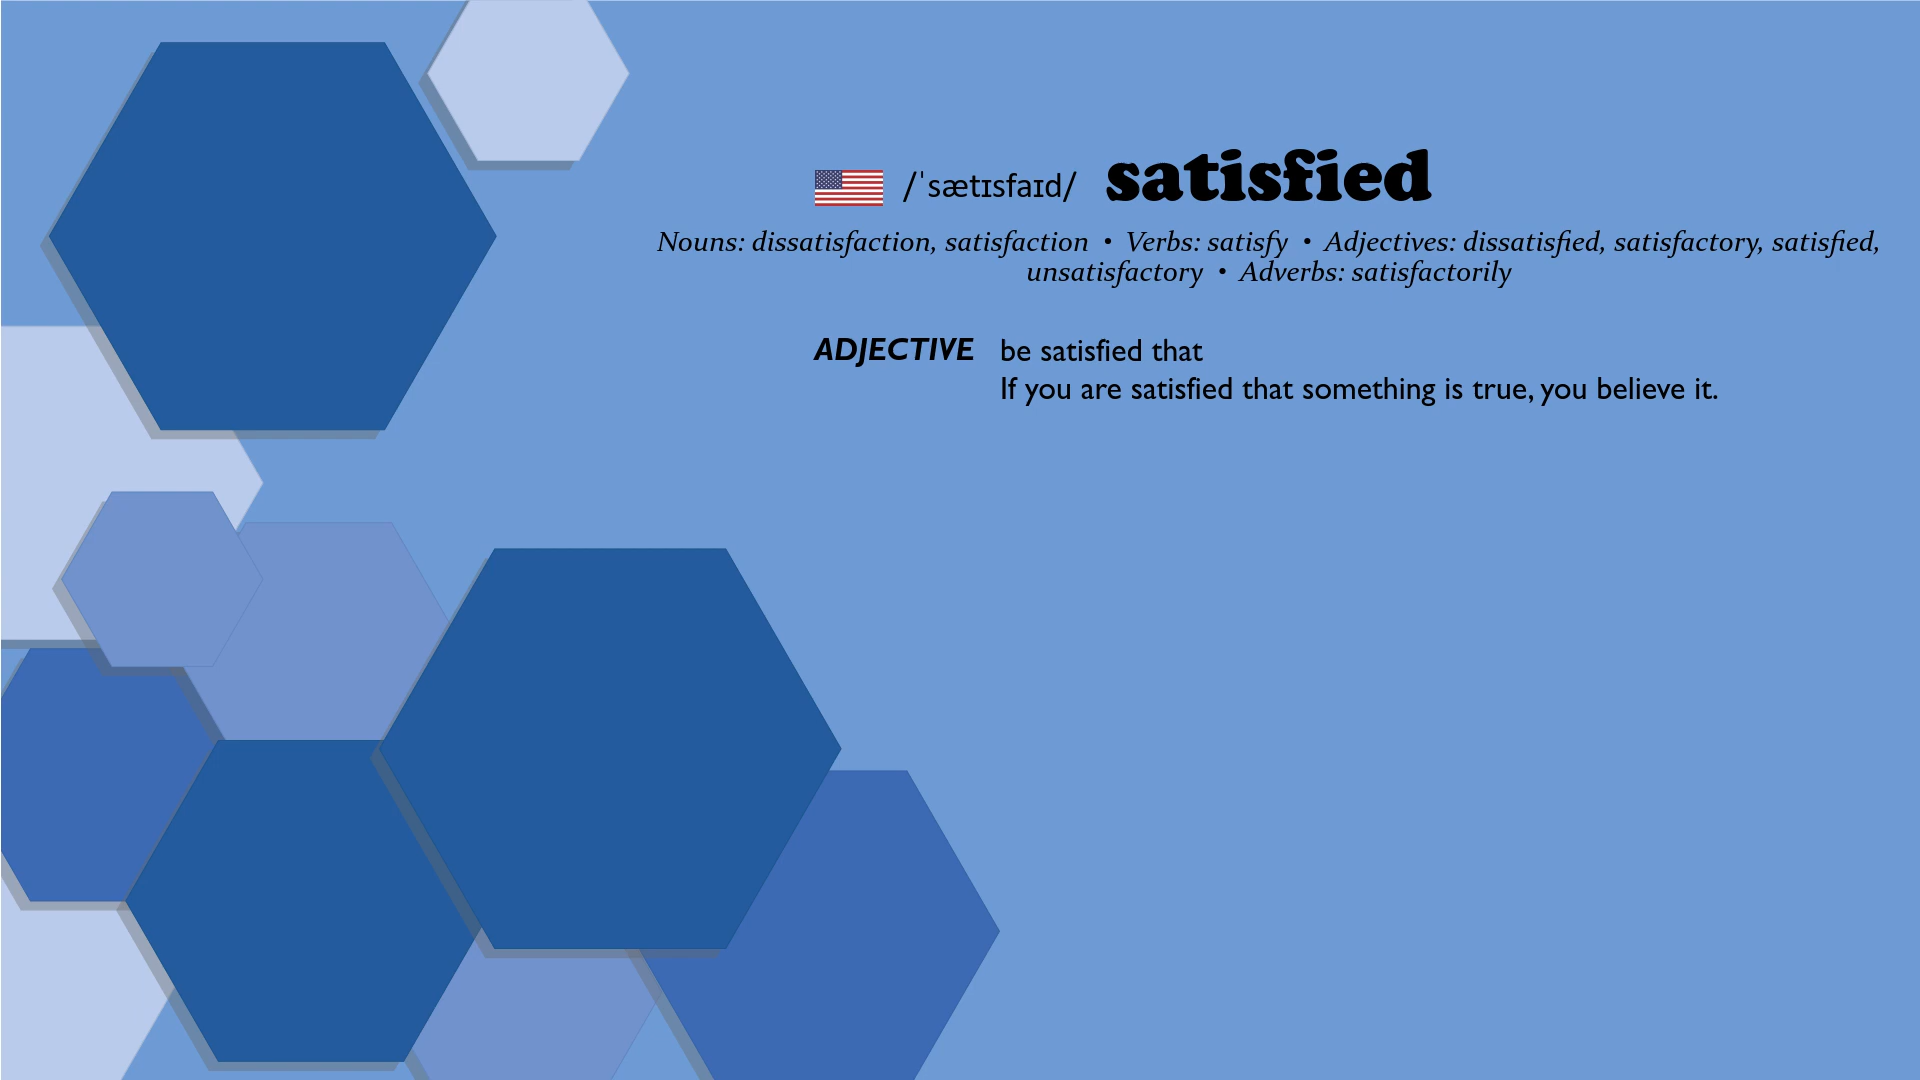 /ˈsætɪsfaɪd/ satisfied
Nouns: dissatisfaction, satisfaction • Verbs: satisfy • Adjectives: dissatisfied, satisfactory, satisfied,
unsatisfactory • Adverbs: satisfactorily
ADJECTIVE be satisfied that
If you are satisfied that something is true, you believe it.